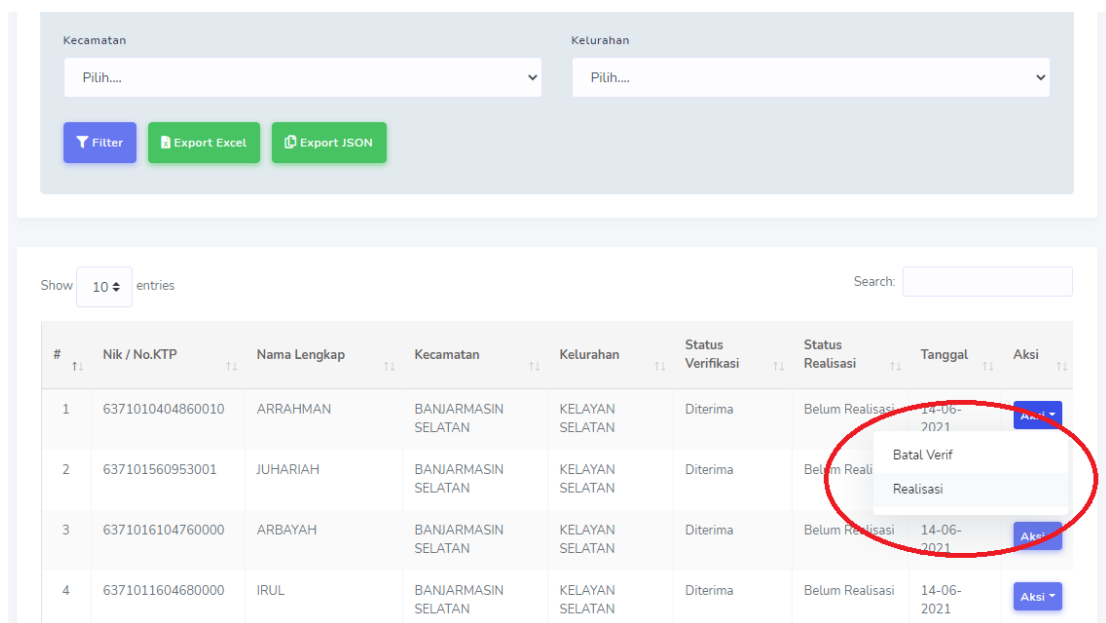 Kecamatan Kelurahan
Pilih.... Pilih....
Filter Export Excel Export JSON
Show 10 entries Search:
# Nik / No.KTP Nama Lengkap Kecamatan Kelurahan Status Verifikasi Status Realisasi Tanggal Aksi
1 6371010404860010 ARRAHMAN BANJARMASIN SELATAN KELAYAN SELATAN Diterima Belum Realisasi 14-06-2021 Aksi
Batal Verif
Realisasi
2 637101560953001 JUHARIAH BANJARMASIN SELATAN KELAYAN SELATAN Diterima Belum Reali
3 6371016104760000 ARBAYAH BANJARMASIN SELATAN KELAYAN SELATAN Diterima Belum Realisasi 14-06-2021 Aksi
4 6371011604680000 IRUL BANJARMASIN SELATAN KELAYAN SELATAN Diterima Belum Realisasi 14-06-2021 Aksi